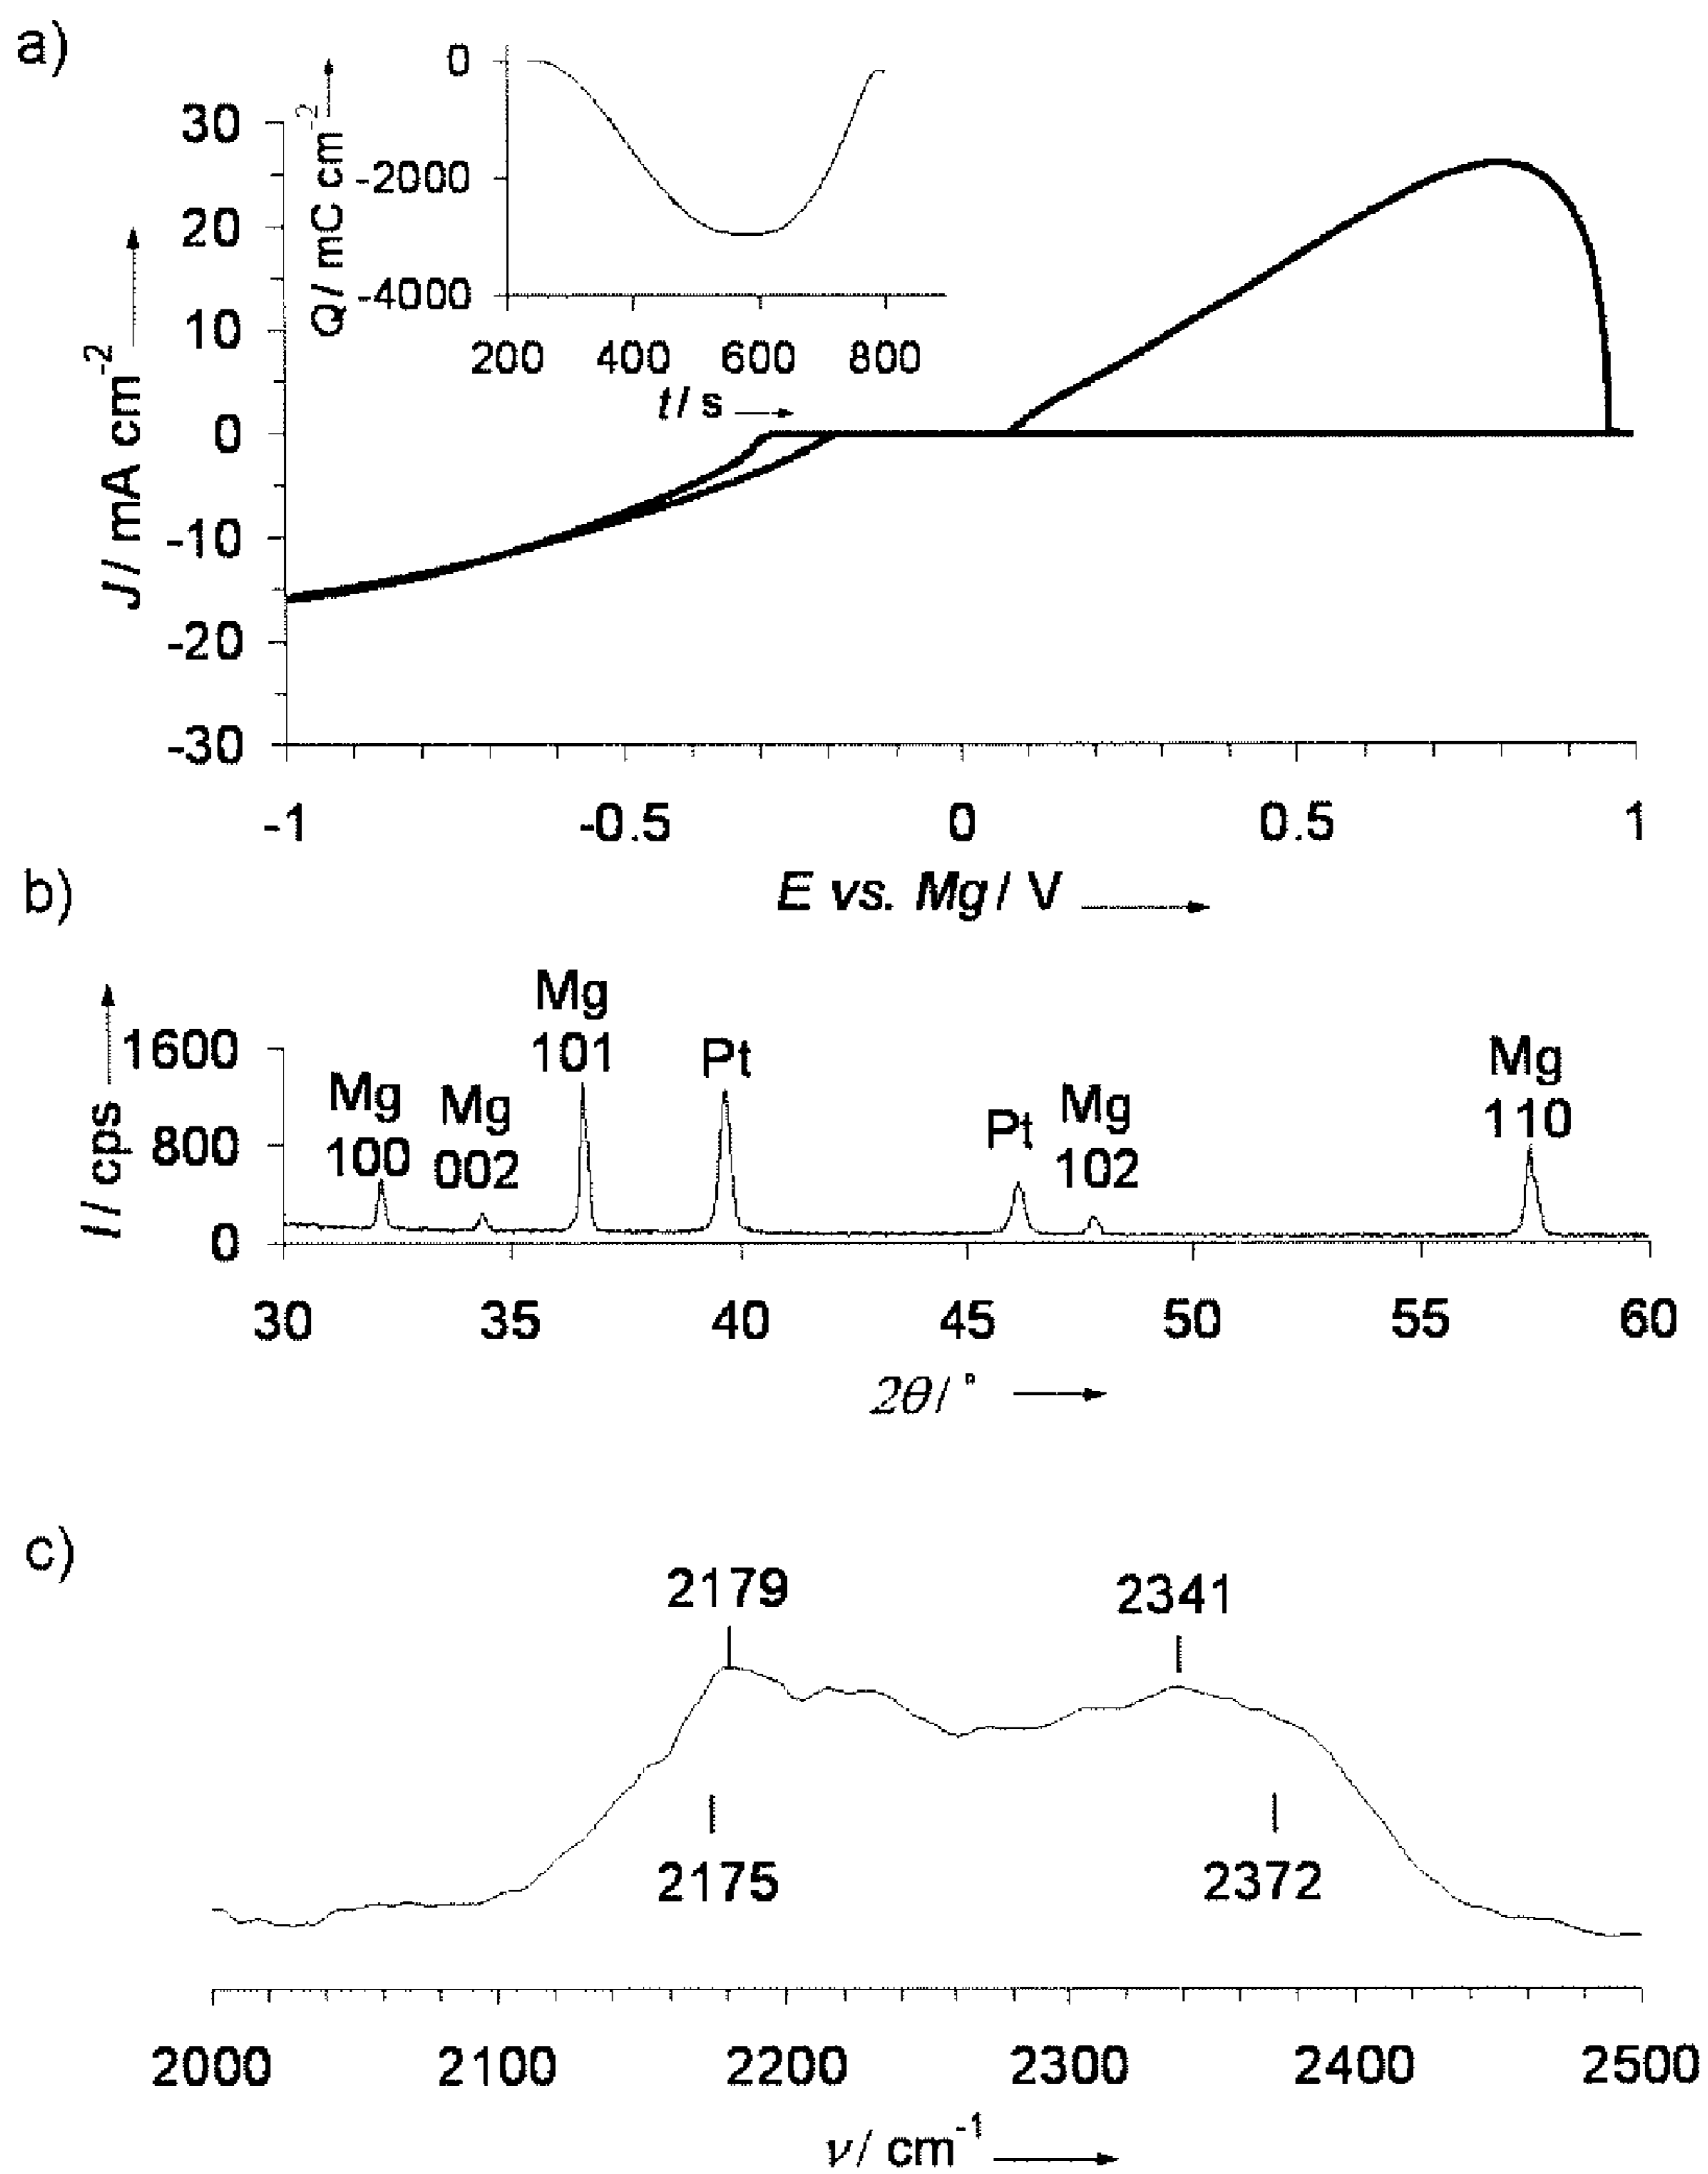 a)
0
-2000
-4000
Q / mC cm-2
200 400 600 800
t / s
30
20
10
0
-10
-20
-30
J / mA cm-2
-1 -0.5 0 0.5 1
E vs. Mg / V
b)
1600
800
0
I / cps
Mg
100
Mg
002
Mg
101
Pt
Pt
Mg
102
Mg
110
30 35 40 45 50 55 60
2θ / °
c)
2179 2341
2175 2372
2000 2100 2200 2300 2400 2500
ν / cm-1